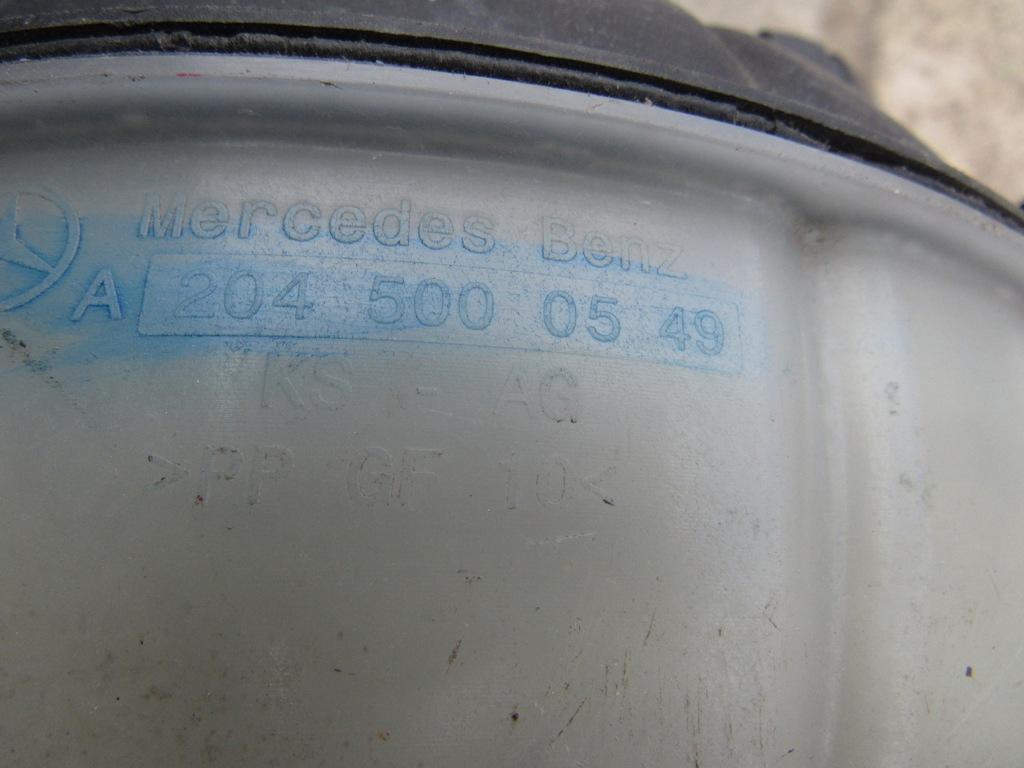 Mercedes Benz
A 204 500 05 49
KS - AG
>PP GF 10<